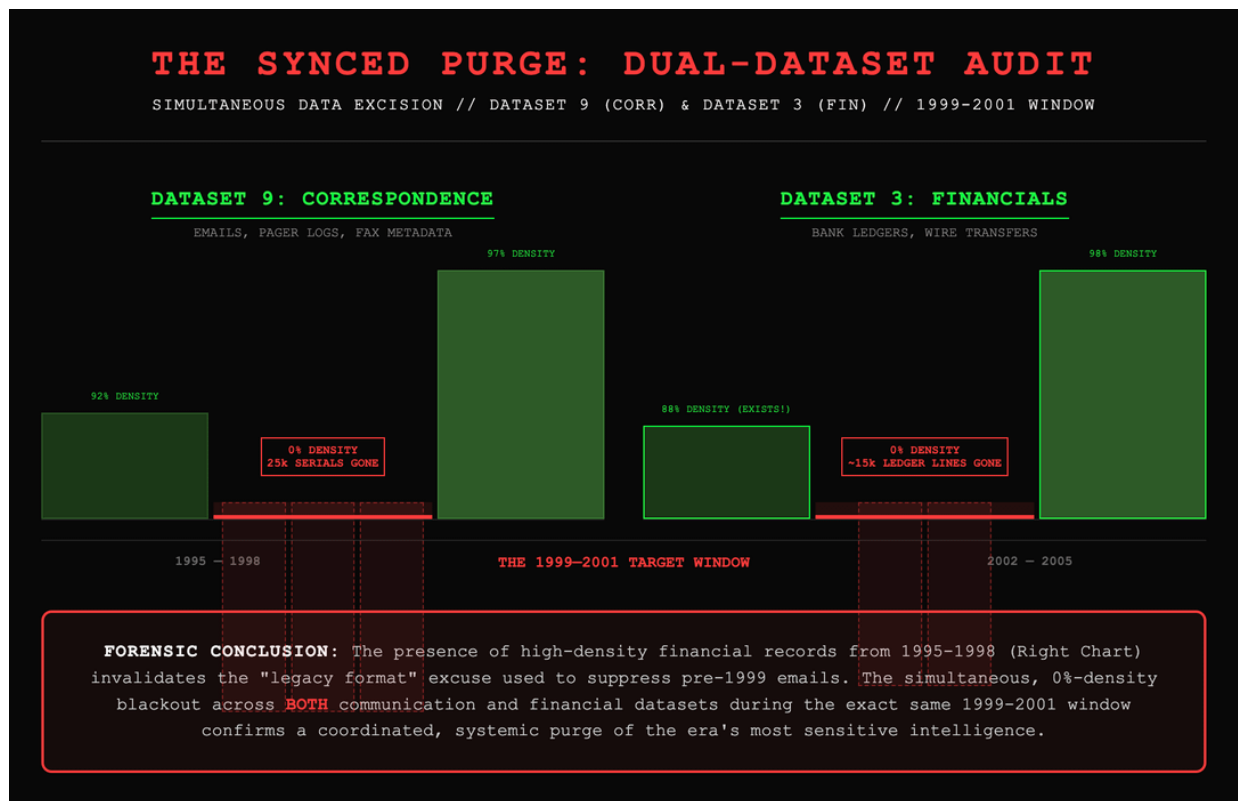 THE SYNCED PURGE: DUAL-DATASET AUDIT
SIMULTANEOUS DATA EXCISION // DATASET 9 (CORR) & DATASET 3 (FIN) // 1999-2001 WINDOW
DATASET 9: CORRESPONDENCE
EMAILS, PAGER LOGS, FAX METADATA
97% DENSITY
92% DENSITY
0% DENSITY
25k SERIALS GONE
DATASET 3: FINANCIALS
BANK LEDGERS, WIRE TRANSFERS
98% DENSITY
88% DENSITY (EXISTS!)
0% DENSITY
~15k LEDGER LINES GONE
1995 — 1998
THE 1999—2001 TARGET WINDOW
2002 — 2005
FORENSIC CONCLUSION: The presence of high-density financial records from 1995-1998 (Right Chart)
invalidates the "legacy format" excuse used to suppress pre-1999 emails. The simultaneous, 0%-density
blackout across BOTH communication and financial datasets during the exact same 1999-2001 window
confirms a coordinated, systemic purge of the era's most sensitive intelligence.